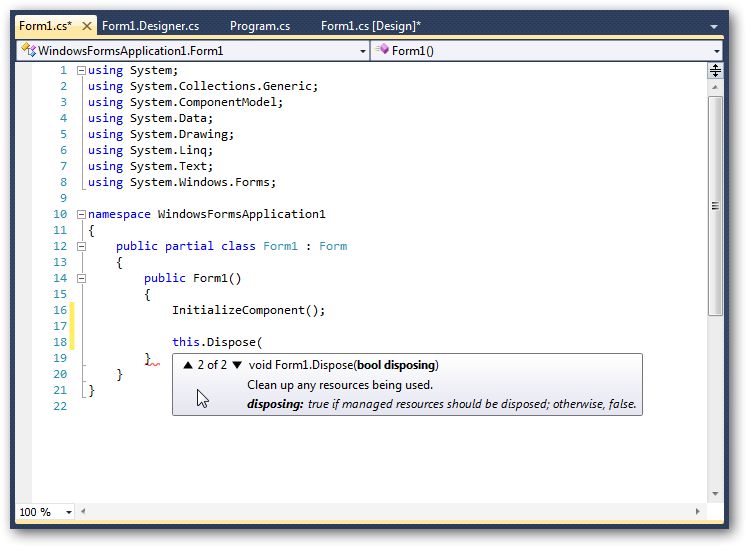 Form1.cs* Form1.Designer.cs Program.cs Form1.cs [Design]*
WindowsFormsApplication1.Form1 Form1()
1 using System;
2 using System.Collections.Generic;
3 using System.ComponentModel;
4 using System.Data;
5 using System.Drawing;
6 using System.Linq;
7 using System.Text;
8 using System.Windows.Forms;
9
10 namespace WindowsFormsApplication1
11 {
12 public partial class Form1 : Form
13 {
14 public Form1()
15 {
16 InitializeComponent();
17
18 this.Dispose(
19 }
▲ 2 of 2 ▼ void Form1.Dispose(bool disposing)
20 }
Clean up any resources being used.
21 }
disposing: true if managed resources should be disposed; otherwise, false.
22
100 %